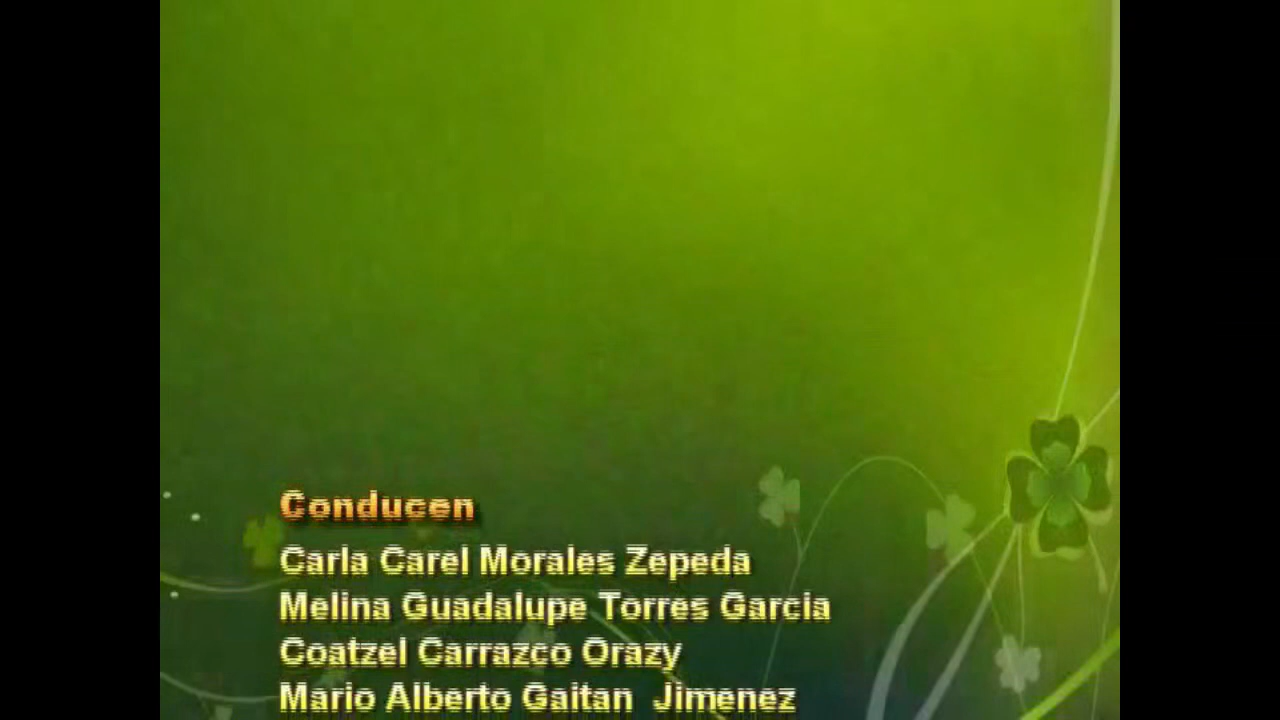 Conducen
Carla Carel Morales Zepeda
Melina Guadalupe Torres Garcia
Coatzel Carrazco Orazy
Mario Alberto Gaitan Jimenez